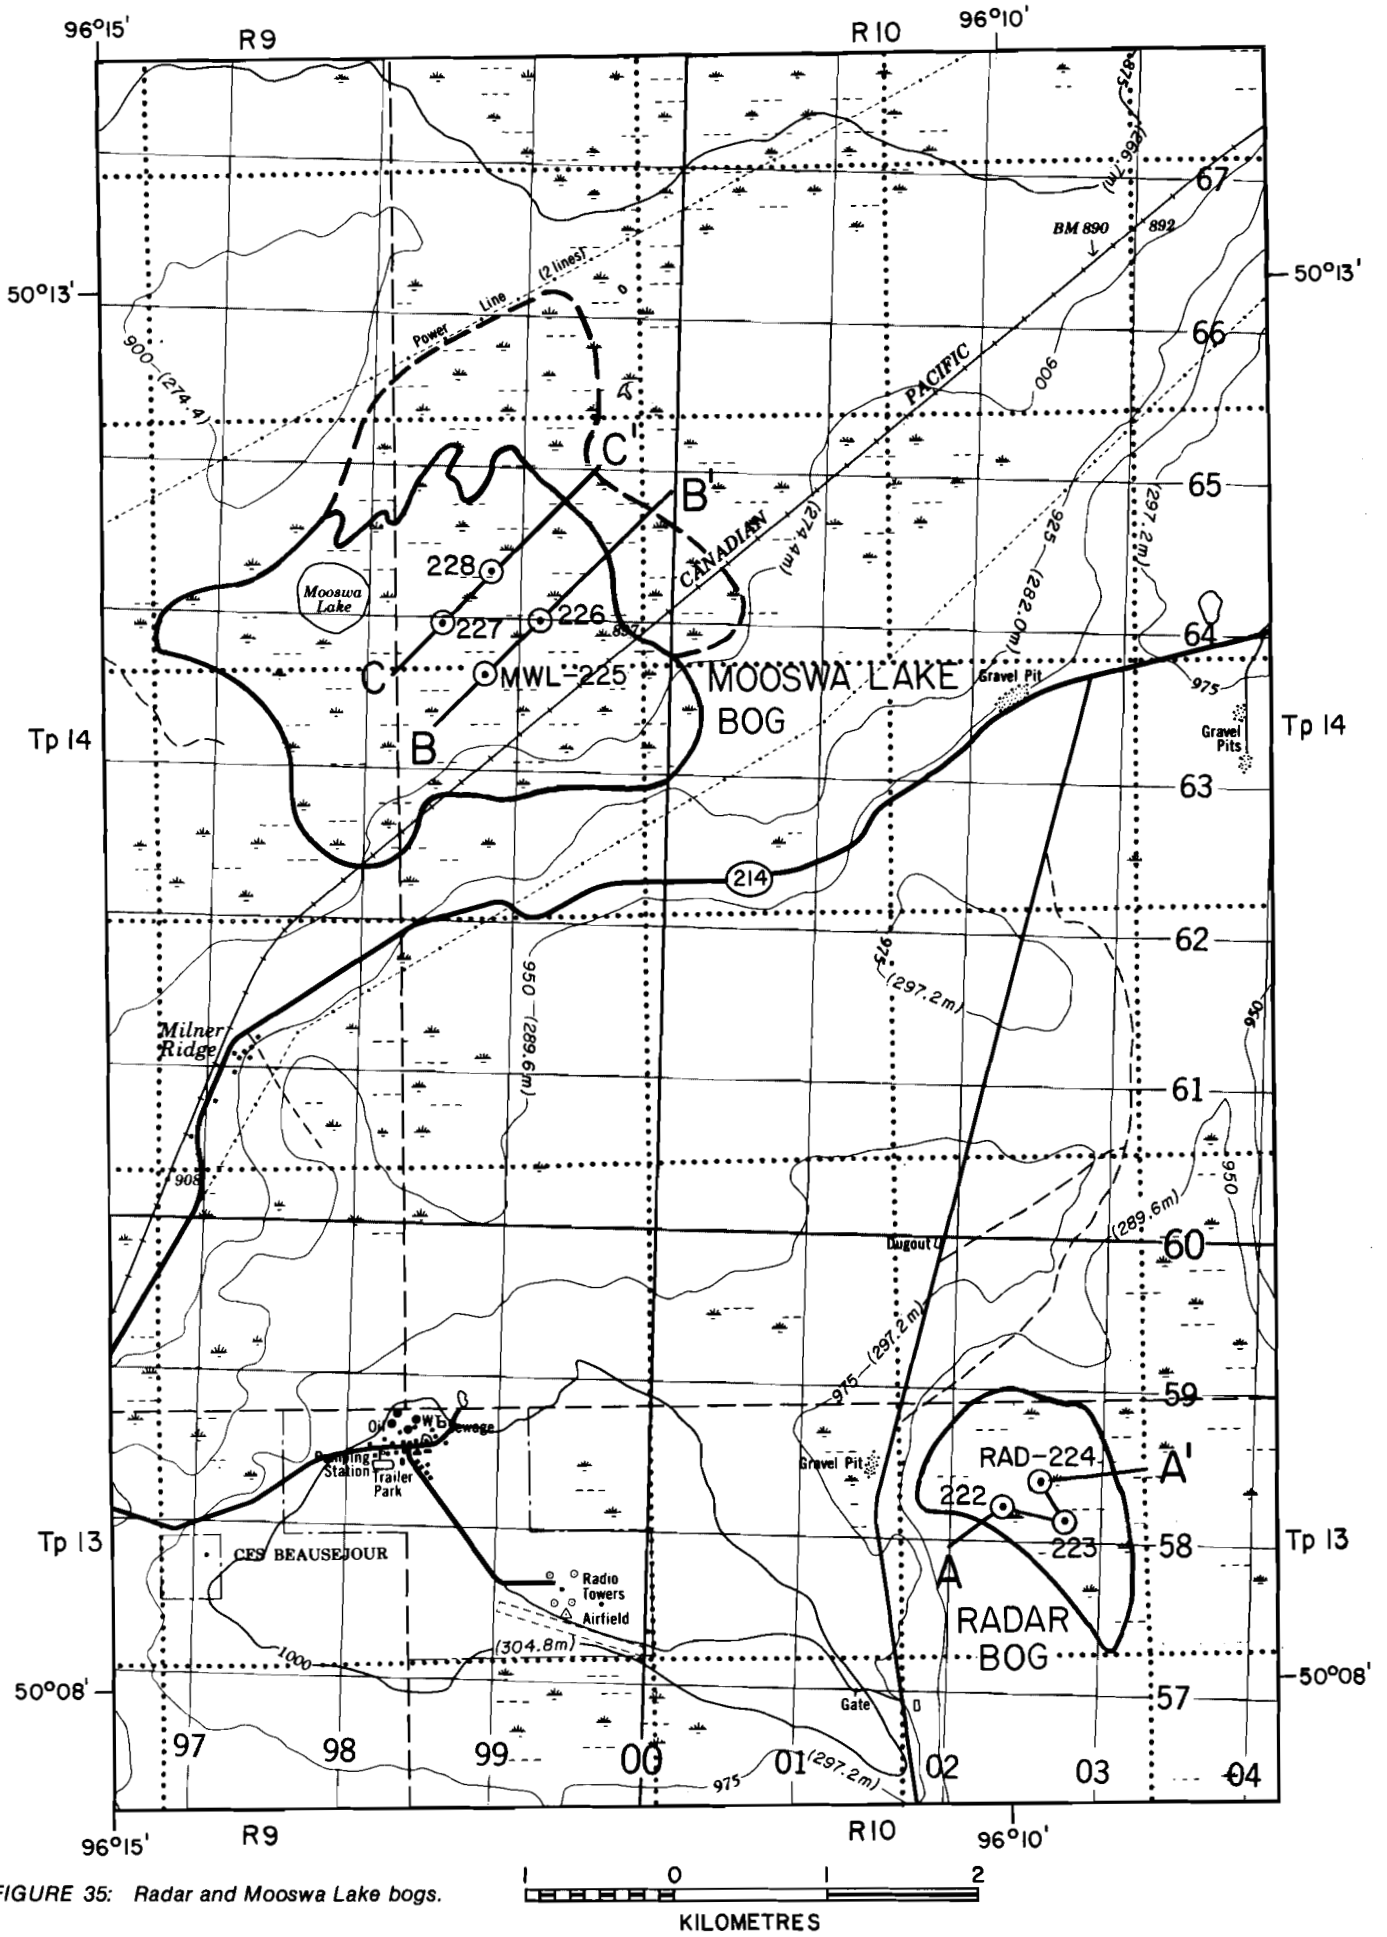 96°15'
R9
R10
96°10'
875
(266.7m)
67
BM 890
892
50°13'
50°13'
(2 lines)
Line
Power
66
900
(274.4)
PACIFIC
900
C'
B'
65
(297.2m)
925
(282.0m)
(274.4m)
CANADIAN
228
Mooswa
Lake
226
227
897
64
C
MWL-225
MOOSWA LAKE
BOG
Gravel Pit
975
Gravel
Pits
Tp 14
Tp 14
B
63
214
62
975
(297.2m)
950
(289.6m)
950
Milner
Ridge
61
908
950
(289.6m)
Dugout
60
975
(297.2m)
59
Oil
WT
Sewage
Pumping
Station
Trailer
Park
Gravel Pit
RAD-224
A'
222
223
Tp 13
58
Tp 13
CFS BEAUSEJOUR
A
Radio
Towers
Airfield
RADAR
BOG
1000
(304.8m)
50°08'
50°08'
57
Gate
97
98
99
00
01
02
03
04
975
(297.2m)
96°15'
R9
R10
96°10'
FIGURE 35: Radar and Mooswa Lake bogs.
1 0 1 2
KILOMETRES